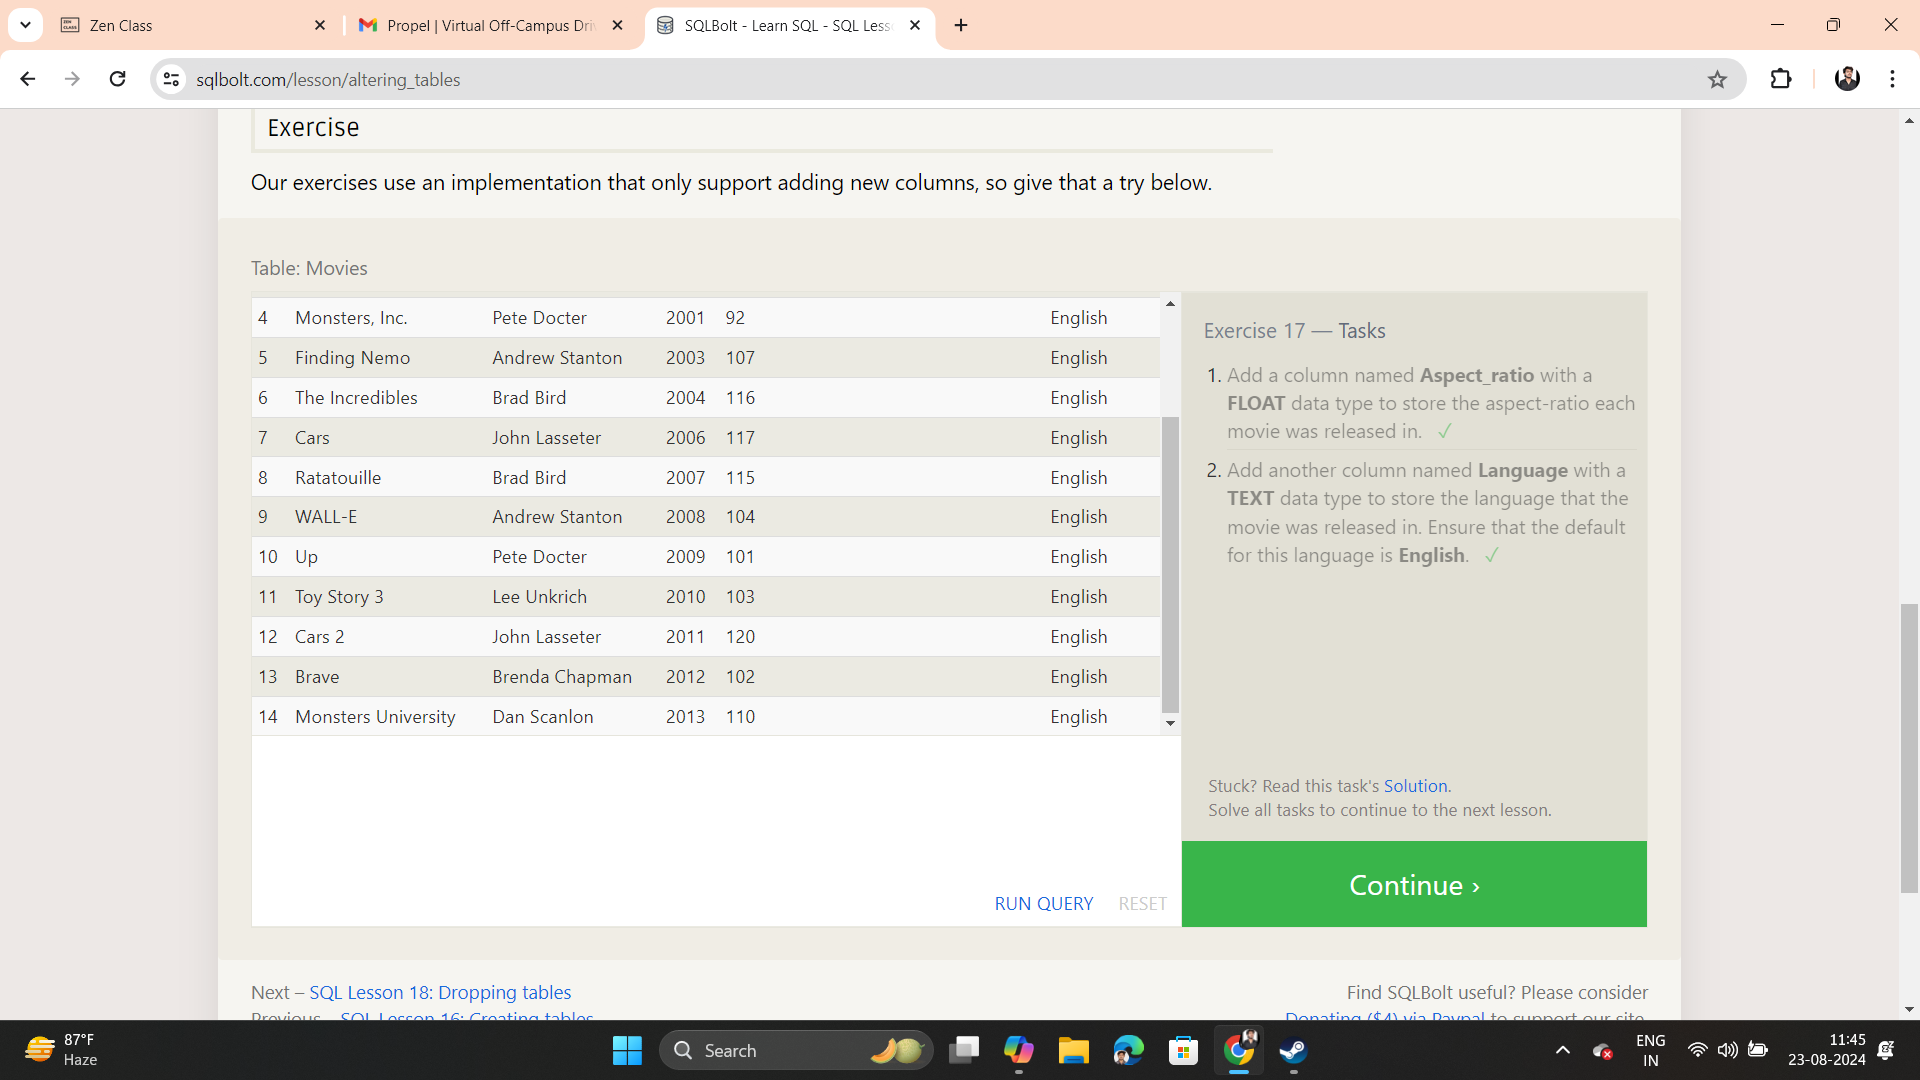 Zen Class
Propel | Virtual Off-Campus Dri
SQLBolt - Learn SQL - SQL Less
sqlbolt.com/lesson/altering_tables
Exercise
Our exercises use an implementation that only support adding new columns, so give that a try below.
Table: Movies
4 Monsters, Inc. Pete Docter 2001 92 English
5 Finding Nemo Andrew Stanton 2003 107 English
6 The Incredibles Brad Bird 2004 116 English
7 Cars John Lasseter 2006 117 English
8 Ratatouille Brad Bird 2007 115 English
9 WALL-E Andrew Stanton 2008 104 English
10 Up Pete Docter 2009 101 English
11 Toy Story 3 Lee Unkrich 2010 103 English
12 Cars 2 John Lasseter 2011 120 English
13 Brave Brenda Chapman 2012 102 English
14 Monsters University Dan Scanlon 2013 110 English
RUN QUERY RESET
Exercise 17 — Tasks
1. Add a column named Aspect_ratio with a
FLOAT data type to store the aspect-ratio each
movie was released in. ✓
2. Add another column named Language with a
TEXT data type to store the language that the
movie was released in. Ensure that the default
for this language is English. ✓
Stuck? Read this task's Solution.
Solve all tasks to continue to the next lesson.
Continue ›
Next – SQL Lesson 18: Dropping tables
Previous – SQL Lesson 16: Creating tables
Find SQLBolt useful? Please consider
Donating ($4) via Paypal to support our site.
87°F
Haze
Search
ENG
IN
11:45
23-08-2024